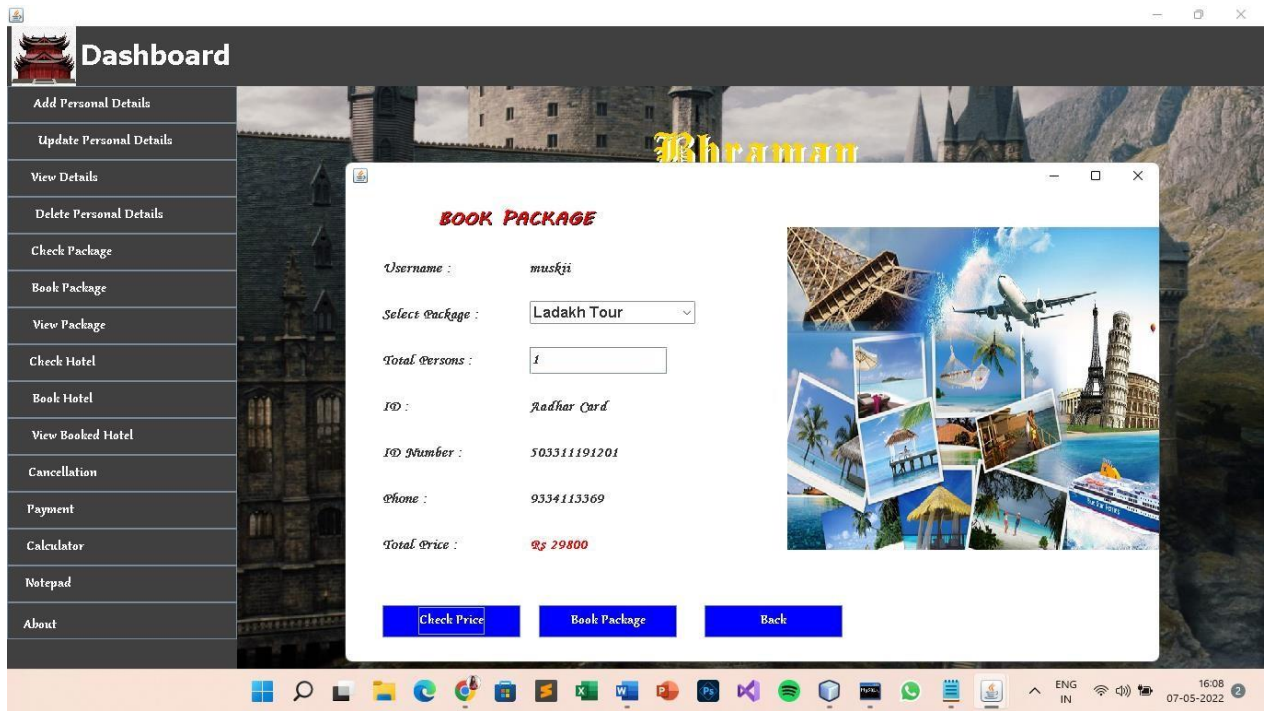 Dashboard
Add Personal Details
Update Personal Details
View Details
Delete Personal Details
Check Package
Book Package
View Package
Check Hotel
Book Hotel
View Booked Hotel
Cancellation
Payment
Calculator
Notepad
About
Bhraman
BOOK PACKAGE
Username : muskii
Select Package : Ladakh Tour
Total Persons : 1
ID : Aadhar Card
ID Number : 503311191201
Phone : 9334113369
Total Price : Rs 29800
Check Price Book Package Back
ENG 16:08
IN 07-05-2022 2